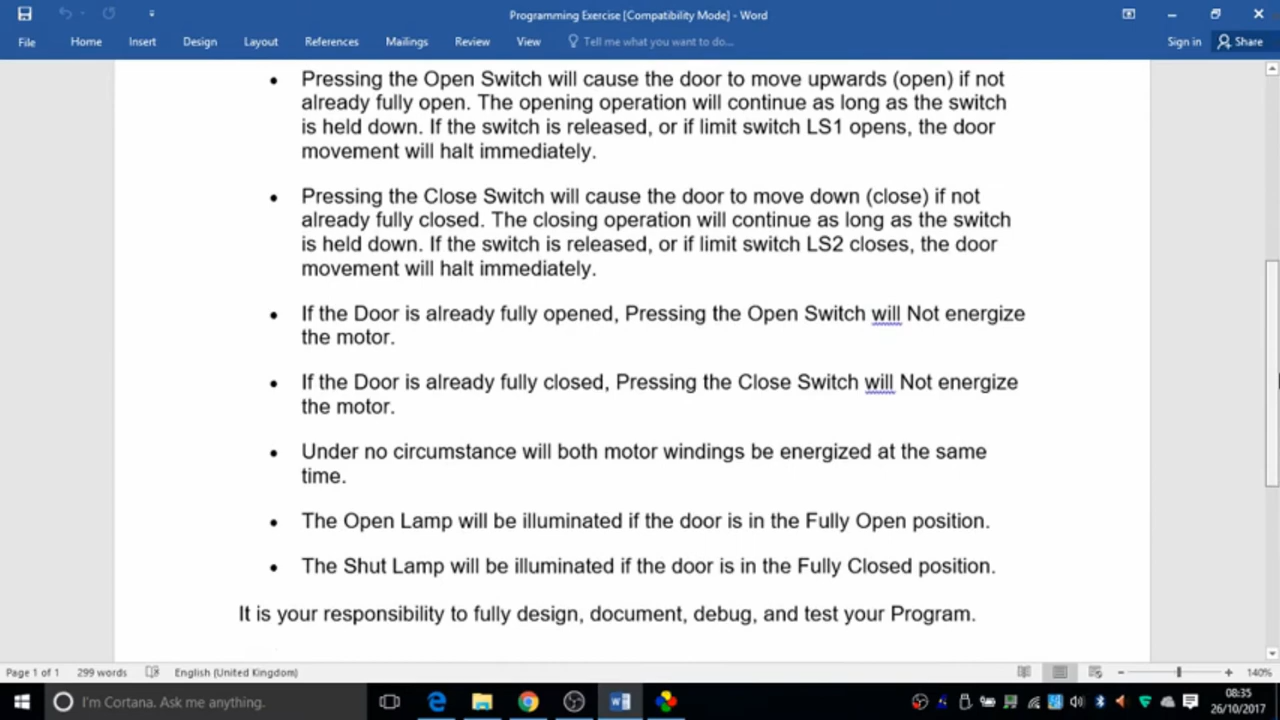 Programming Exercise [Compatibility Mode] - Word
File Home Insert Design Layout References Mailings Review View Tell me what you want to do... Sign in Share
• Pressing the Open Switch will cause the door to move upwards (open) if not
already fully open. The opening operation will continue as long as the switch
is held down. If the switch is released, or if limit switch LS1 opens, the door
movement will halt immediately.
• Pressing the Close Switch will cause the door to move down (close) if not
already fully closed. The closing operation will continue as long as the switch
is held down. If the switch is released, or if limit switch LS2 closes, the door
movement will halt immediately.
• If the Door is already fully opened, Pressing the Open Switch will Not energize
the motor.
• If the Door is already fully closed, Pressing the Close Switch will Not energize
the motor.
• Under no circumstance will both motor windings be energized at the same
time.
• The Open Lamp will be illuminated if the door is in the Fully Open position.
• The Shut Lamp will be illuminated if the door is in the Fully Closed position.
It is your responsibility to fully design, document, debug, and test your Program.
Page 1 of 1 299 words English (United Kingdom) 140%
I'm Cortana. Ask me anything. 08:35
26/10/2017